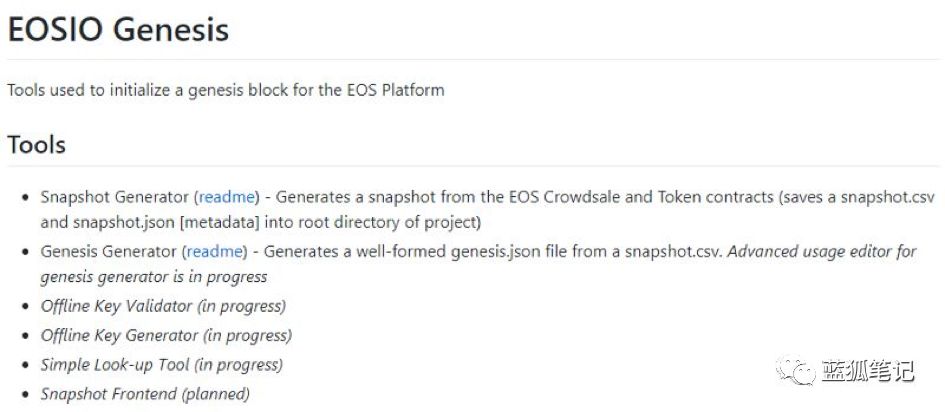 EOSIO Genesis
Tools used to initialize a genesis block for the EOS Platform
Tools
• Snapshot Generator (readme) - Generates a snapshot from the EOS Crowdsale and Token contracts (saves a snapshot.csv
and snapshot.json [metadata] into root directory of project)
• Genesis Generator (readme) - Generates a well-formed genesis.json file from a snapshot.csv. Advanced usage editor for
genesis generator is in progress
• Offline Key Validator (in progress)
• Offline Key Generator (in progress)
• Simple Look-up Tool (in progress)
• Snapshot Frontend (planned)
蓝狐笔记